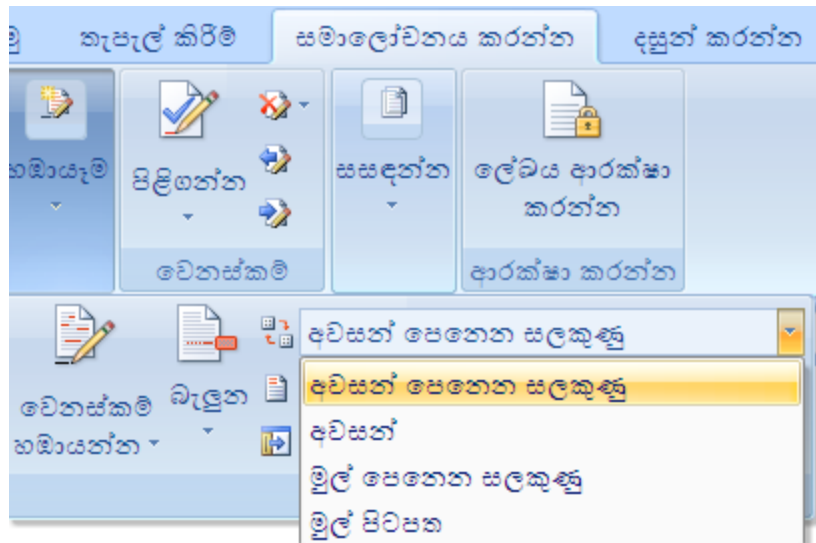 තැපැල් කිරීම් සමාලෝචනය කරන්න දසුන් කරන්න
හඹායෑම
පිළිගන්න
සසඳන්න
ලේඛය ආරක්ෂා
කරන්න
වෙනස්කම්
ආරක්ෂා කරන්න
වෙනස්කම්
හඹායන්න
බැලුන
අවසන් පෙනෙන සලකුණු
අවසන් පෙනෙන සලකුණු
අවසන්
මුල් පෙනෙන සලකුණු
මුල් පිටපත